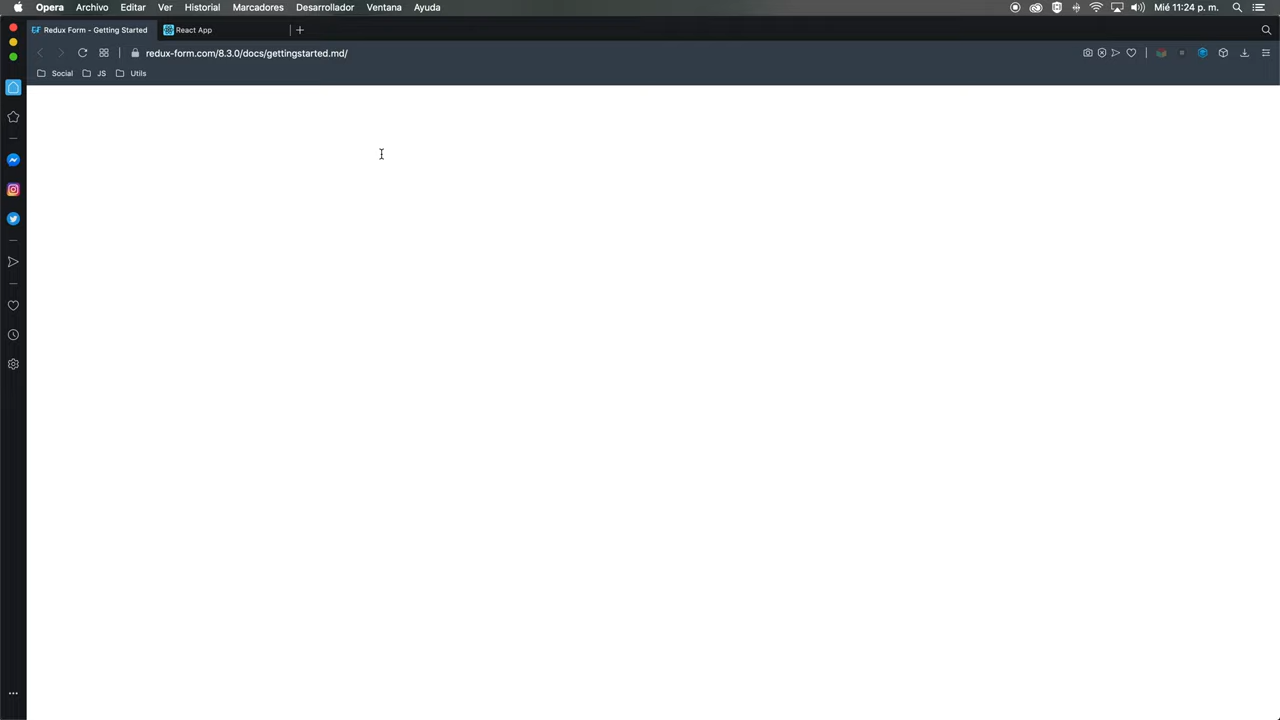 Opera Archivo Editar Ver Historial Marcadores Desarrollador Ventana Ayuda Mié 11:24 p. m.
Redux Form - Getting Started React App
redux-form.com/8.3.0/docs/gettingstarted.md/
Social JS Utils